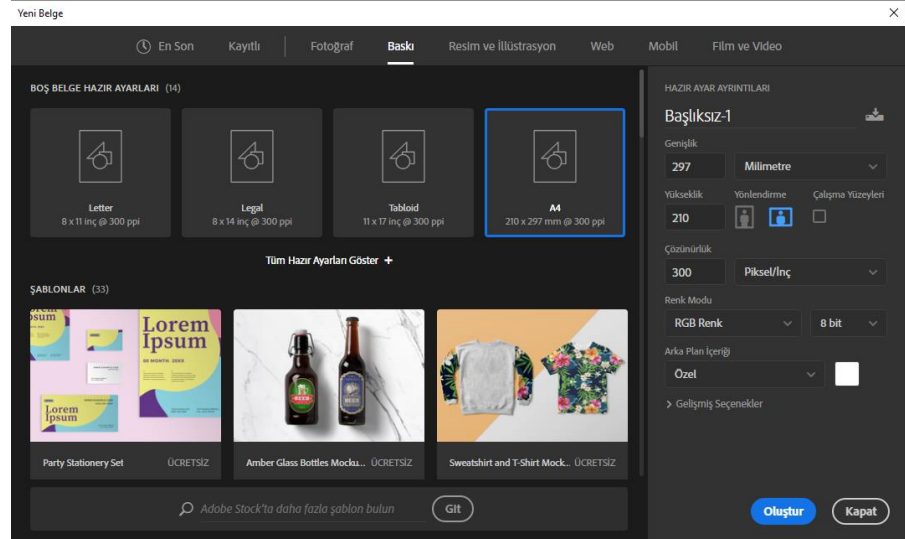 Yeni Belge
En Son
Kayıtlı
Fotoğraf
Baskı
Resim ve İllüstrasyon
Web
Mobil
Film ve Video
BOŞ BELGE HAZIR AYARLARI (14)
Letter
8 x 11 inç @ 300 ppi
Legal
8 x 14 inç @ 300 ppi
Tabloid
11 x 17 inç @ 300 ppi
A4
210 x 297 mm @ 300 ppi
Tüm Hazır Ayarları Göster +
ŞABLONLAR (33)
Lorem
Ipsum
Lorem
Ipsum
BEER
BEER
Party Stationery Set
ÜCRETSİZ
Amber Glass Bottles Mocku...
ÜCRETSİZ
Sweatshirt and T-Shirt Mock...
ÜCRETSİZ
Adobe Stock'ta daha fazla şablon bulun
Git
HAZIR AYAR AYRINTILARI
Başlıksız-1
Genişlik
297
Milimetre
Yükseklik
Yönlendirme
Çalışma Yüzeyleri
210
Çözünürlük
300
Piksel/İnç
Renk Modu
RGB Renk
8 bit
Arka Plan İçeriği
Özel
> Gelişmiş Seçenekler
Oluştur
Kapat